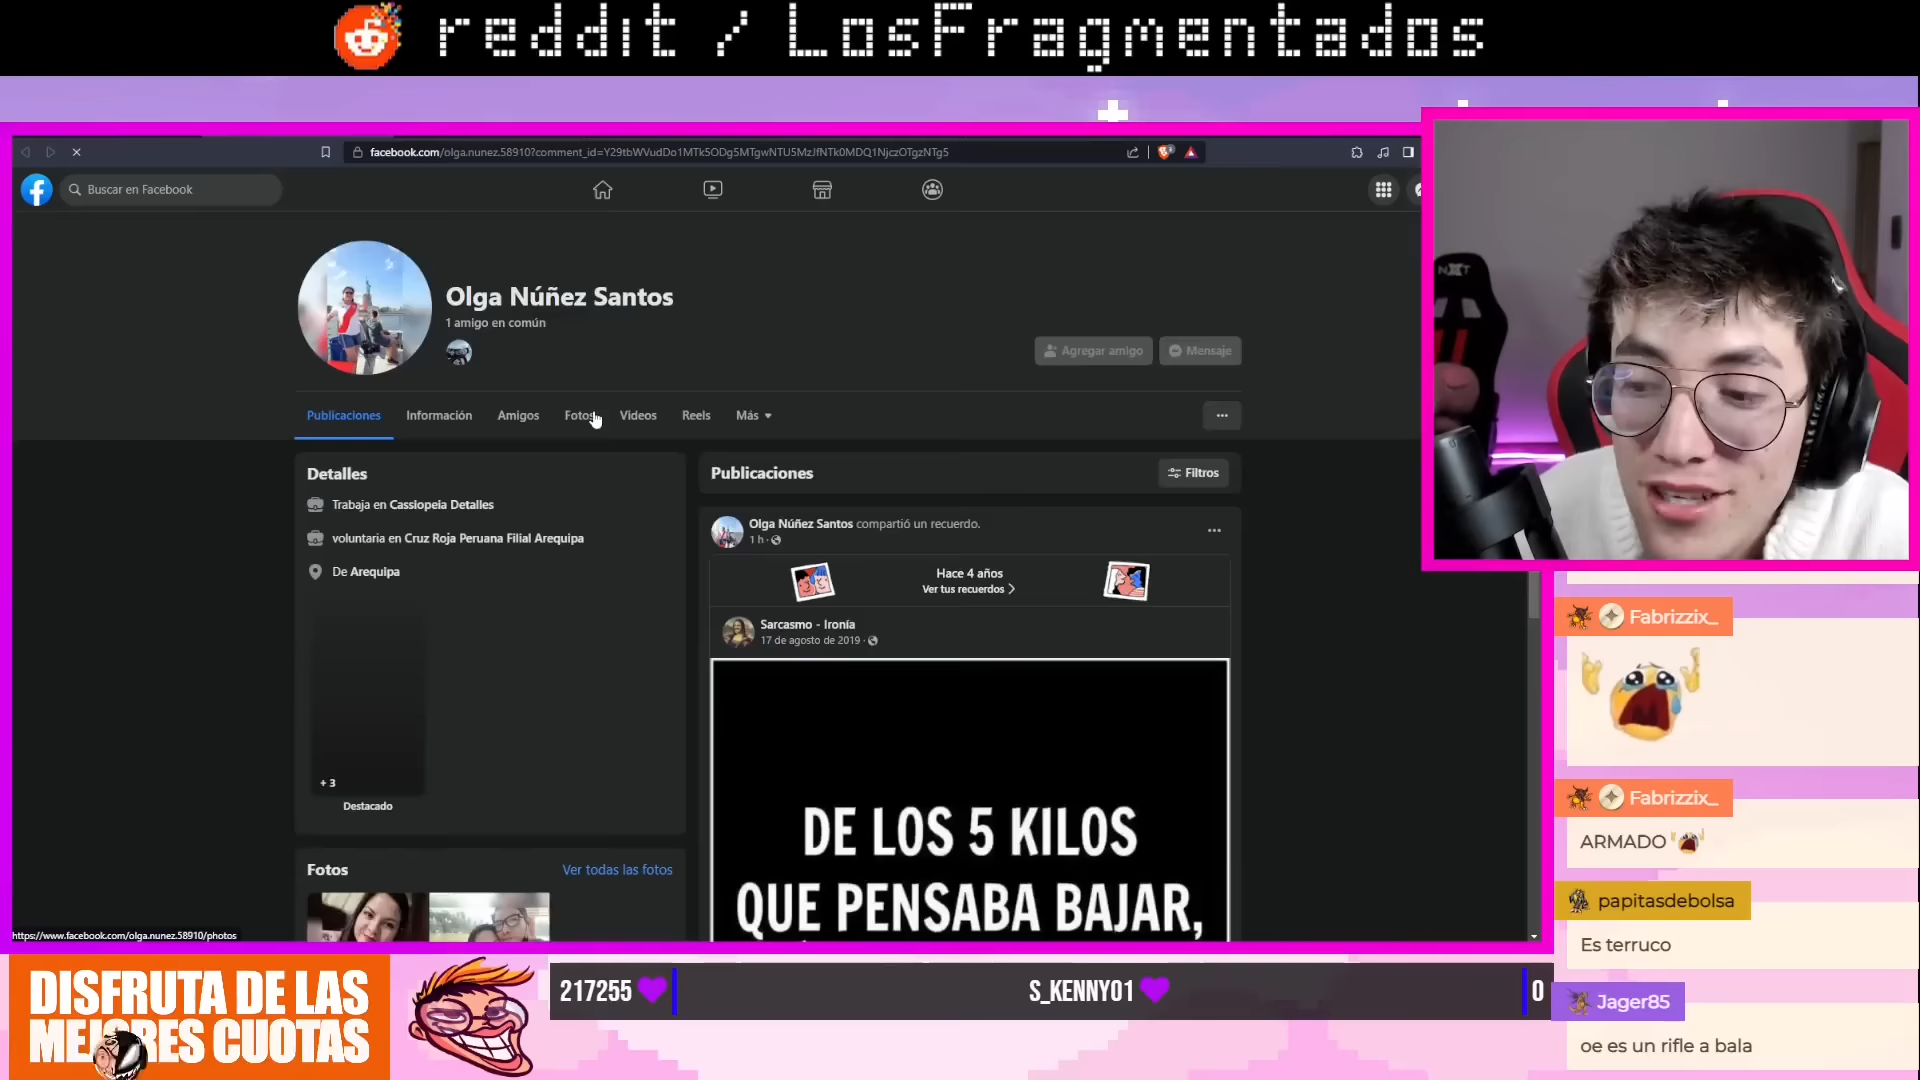 reddit / LosFragmentados
facebook.com/olga.nunez.58910?comment_id=Y29tbWVudDo1MTk5ODg5MTgwNTU5MzJfNTk0MDQ1NjczOTgzNTg5
Buscar en Facebook
Olga Núñez Santos
1 amigo en común
Agregar amigo
Mensaje
Publicaciones
Información
Amigos
Fotos
Videos
Reels
Más
Detalles
Trabaja en Cassiopeia Detalles
voluntaria en Cruz Roja Peruana Filial Arequipa
De Arequipa
+ 3
Destacado
Fotos
Ver todas las fotos
https://www.facebook.com/olga.nunez.58910/photos
Publicaciones
Filtros
Olga Núñez Santos compartió un recuerdo.
1 h
Hace 4 años
Ver tus recuerdos
Sarcasmo - Ironía
17 de agosto de 2019
DE LOS 5 KILOS
QUE PENSABA BAJAR,
NXT
Fabrizzix_
Fabrizzix_
ARMADO
papitasdebolsa
Es terruco
Jager85
oe es un rifle a bala
DISFRUTA DE LAS
MEJORES CUOTAS
217255
S_KENNY01
0